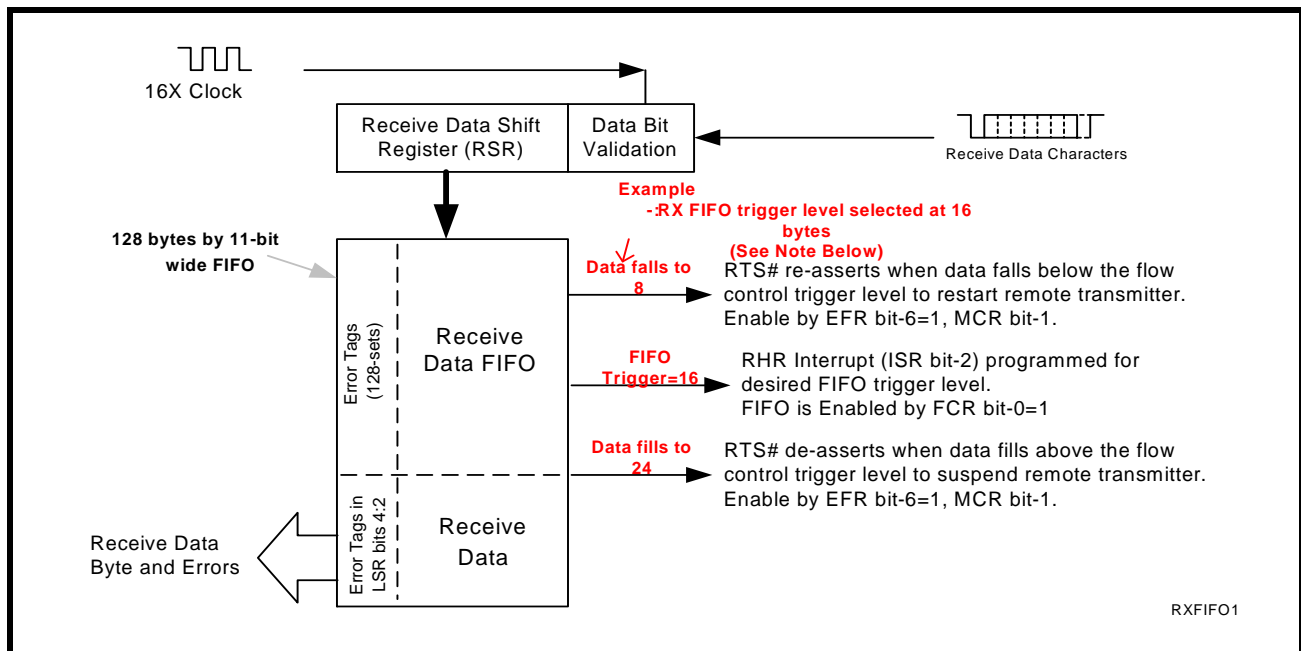 16X Clock
Receive Data Shift
Register (RSR)
Data Bit
Validation
Receive Data Characters
Example
-:RX FIFO trigger level selected at 16
bytes
(See Note Below)
128 bytes by 11-bit
wide FIFO
Data falls to
8
RTS# re-asserts when data falls below the flow
control trigger level to restart remote transmitter.
Enable by EFR bit-6=1, MCR bit-1.
Error Tags
(128-sets)
Receive
Data FIFO
FIFO
Trigger=16
RHR Interrupt (ISR bit-2) programmed for
desired FIFO trigger level.
FIFO is Enabled by FCR bit-0=1
Data fills to
24
RTS# de-asserts when data fills above the flow
control trigger level to suspend remote transmitter.
Enable by EFR bit-6=1, MCR bit-1.
Error Tags in
LSR bits 4:2
Receive
Data
Receive Data
Byte and Errors
RXFIFO1